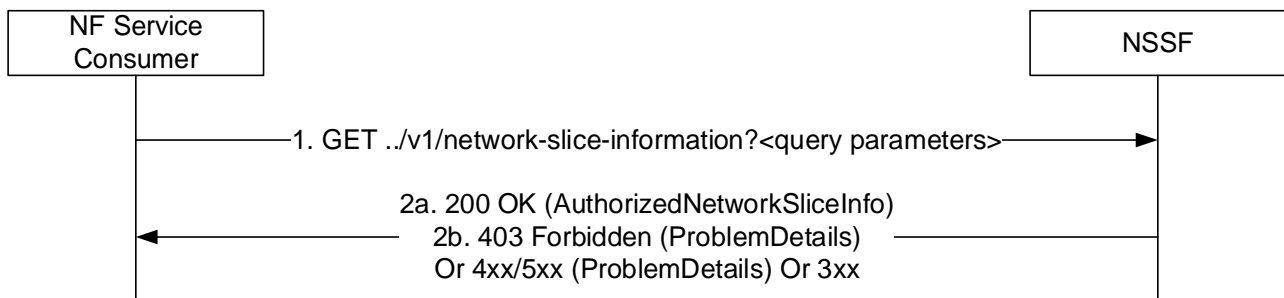 NF Service
Consumer
NSSF
1. GET ../v1/network-slice-information?<query parameters>
2a. 200 OK (AuthorizedNetworkSliceInfo)
2b. 403 Forbidden (ProblemDetails)
Or 4xx/5xx (ProblemDetails) Or 3xx